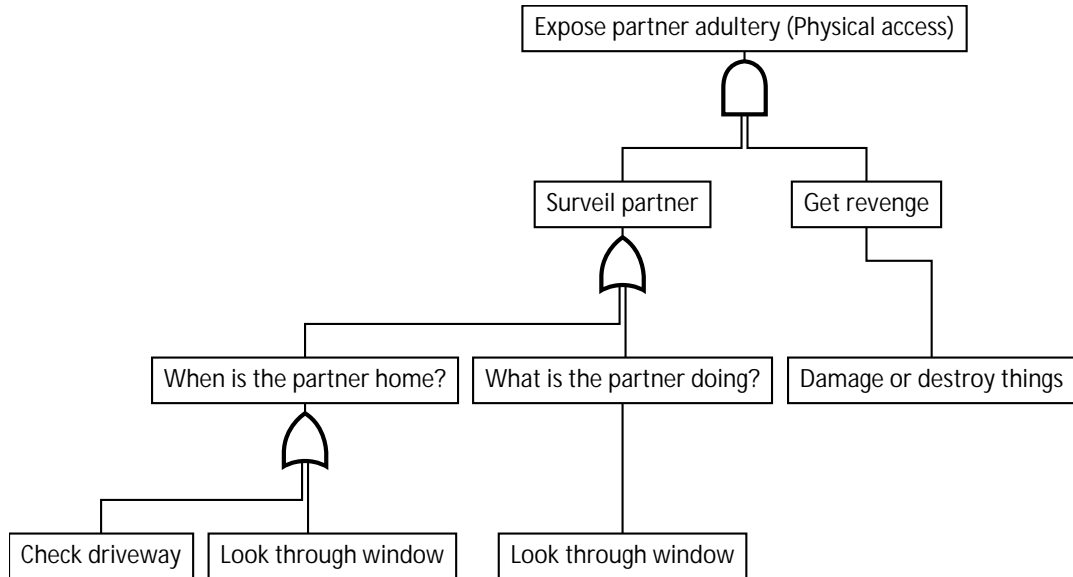 Expose partner adultery (Physical access)
Surveil partner
Get revenge
When is the partner home?
What is the partner doing?
Damage or destroy things
Check driveway
Look through window
Look through window